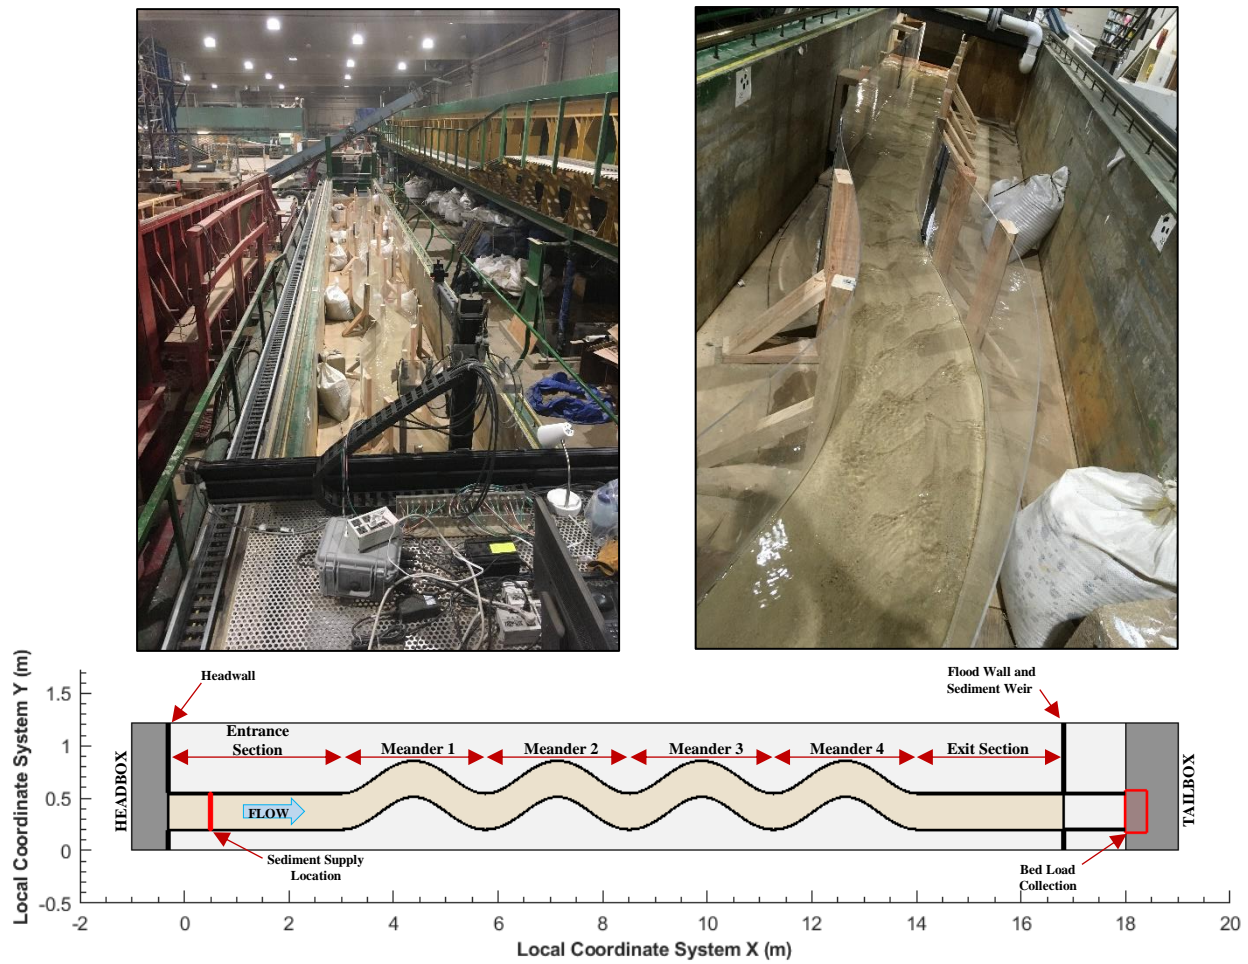 Local Coordinate System Y (m)
1.5
1
0.5
0
-0.5
Headwall
Flood Wall and
Sediment Weir
Entrance
Section
Meander 1
Meander 2
Meander 3
Meander 4
Exit Section
HEADBOX
FLOW
TAILBOX
Sediment Supply
Location
Bed Load
Collection
-2
0
2
4
6
8
10
12
14
16
18
20
Local Coordinate System X (m)